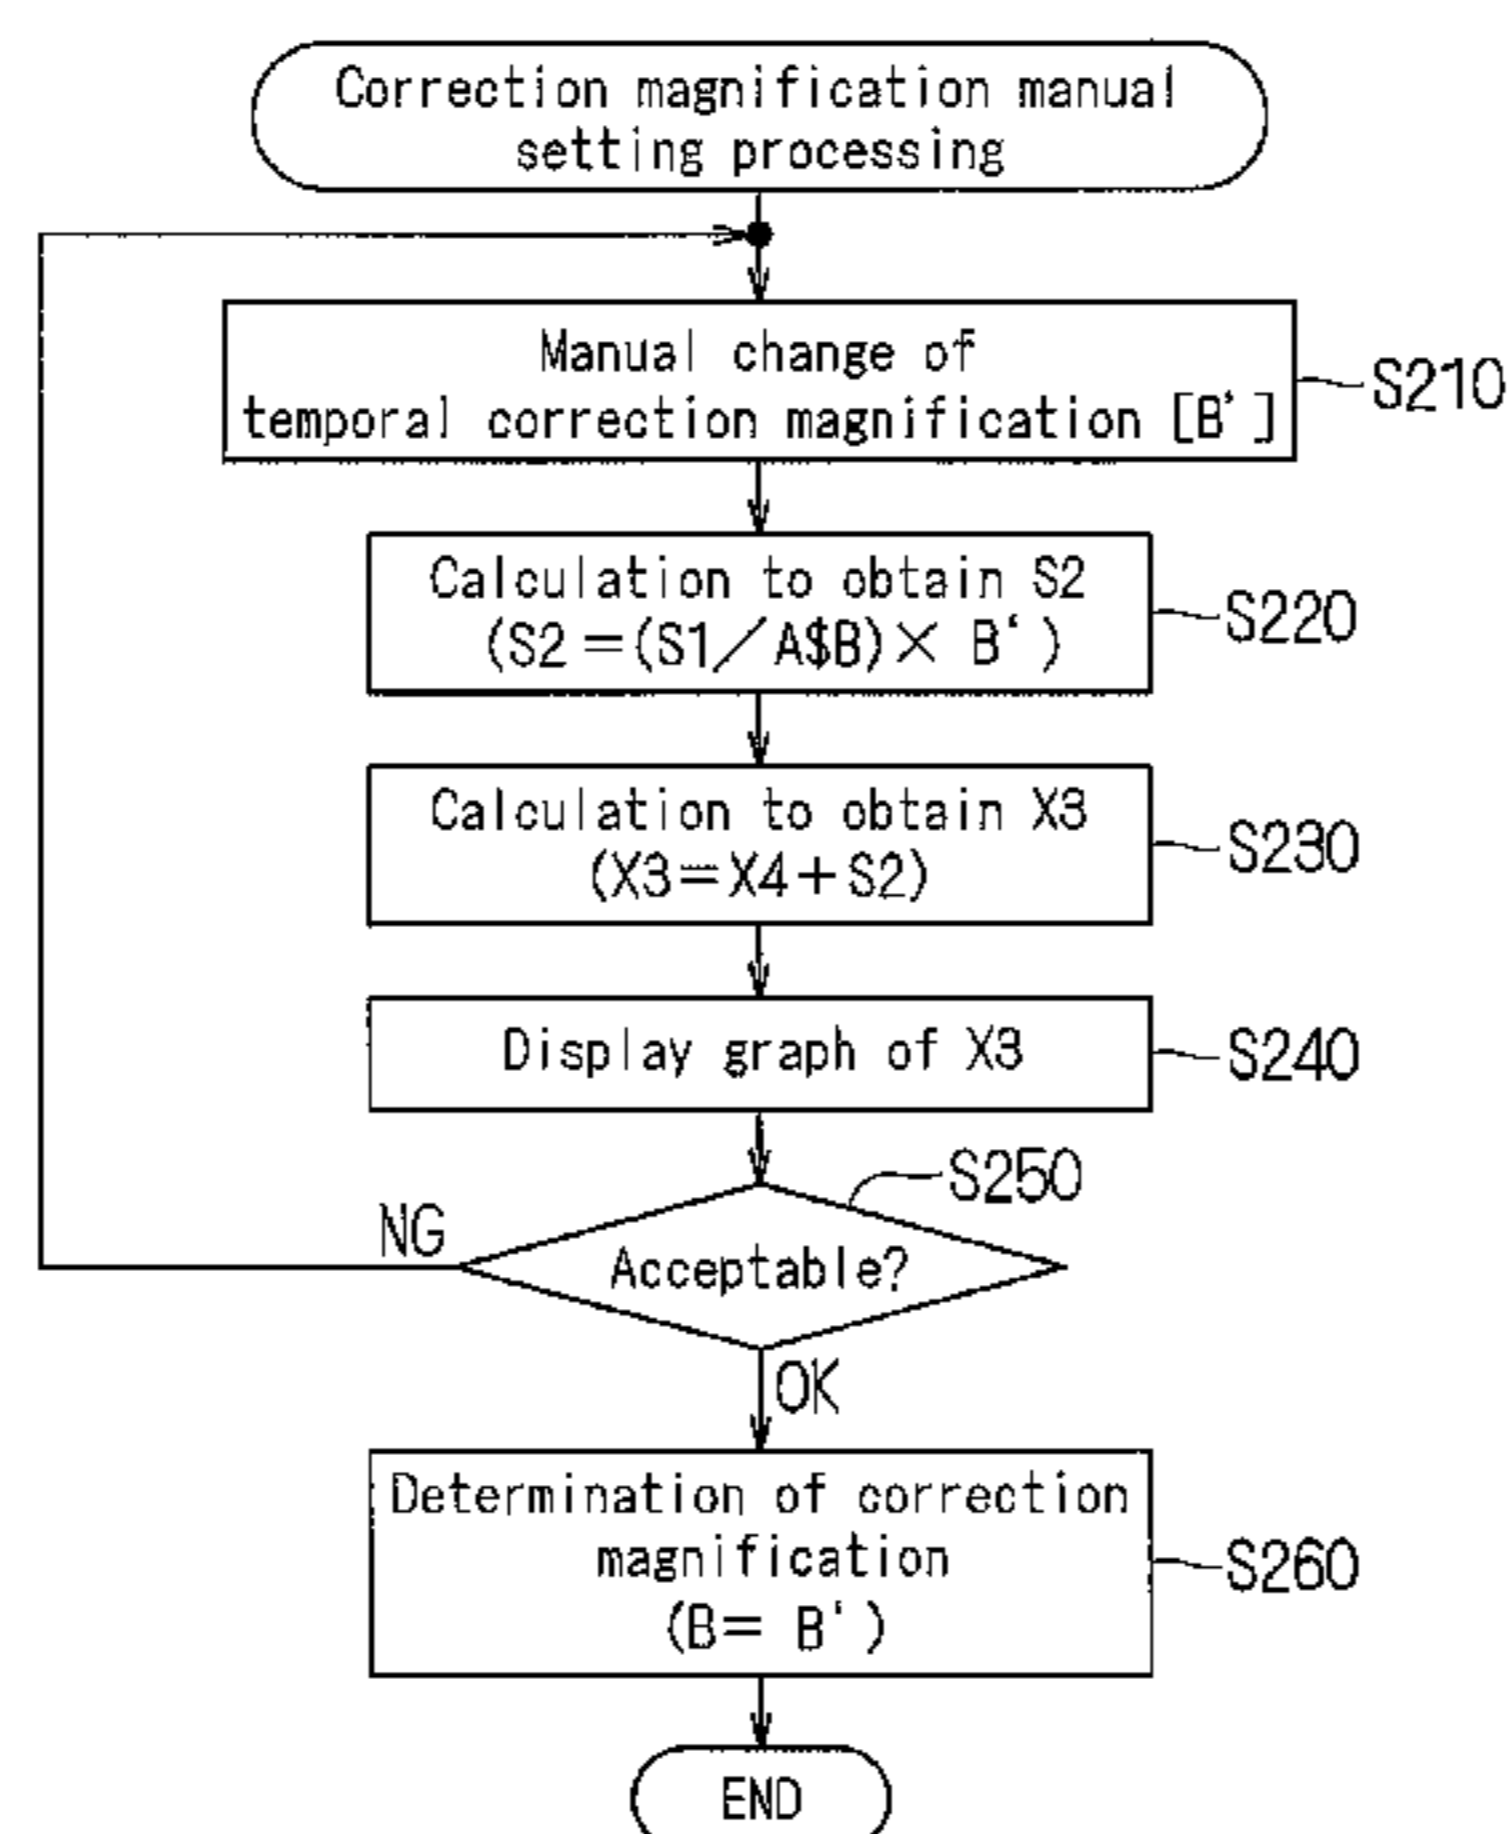 Correction magnification manual
setting processing
Manual change of
temporal correction magnification [B']
S210
Calculation to obtain S2
(S2=(S1/A$B)× B‘)
S220
Calculation to obtain X3
(X3=X4+S2)
S230
Display graph of X3
S240
S250
NG
Acceptable?
OK
Determination of correction
magnification
(B= B‘)
S260
END